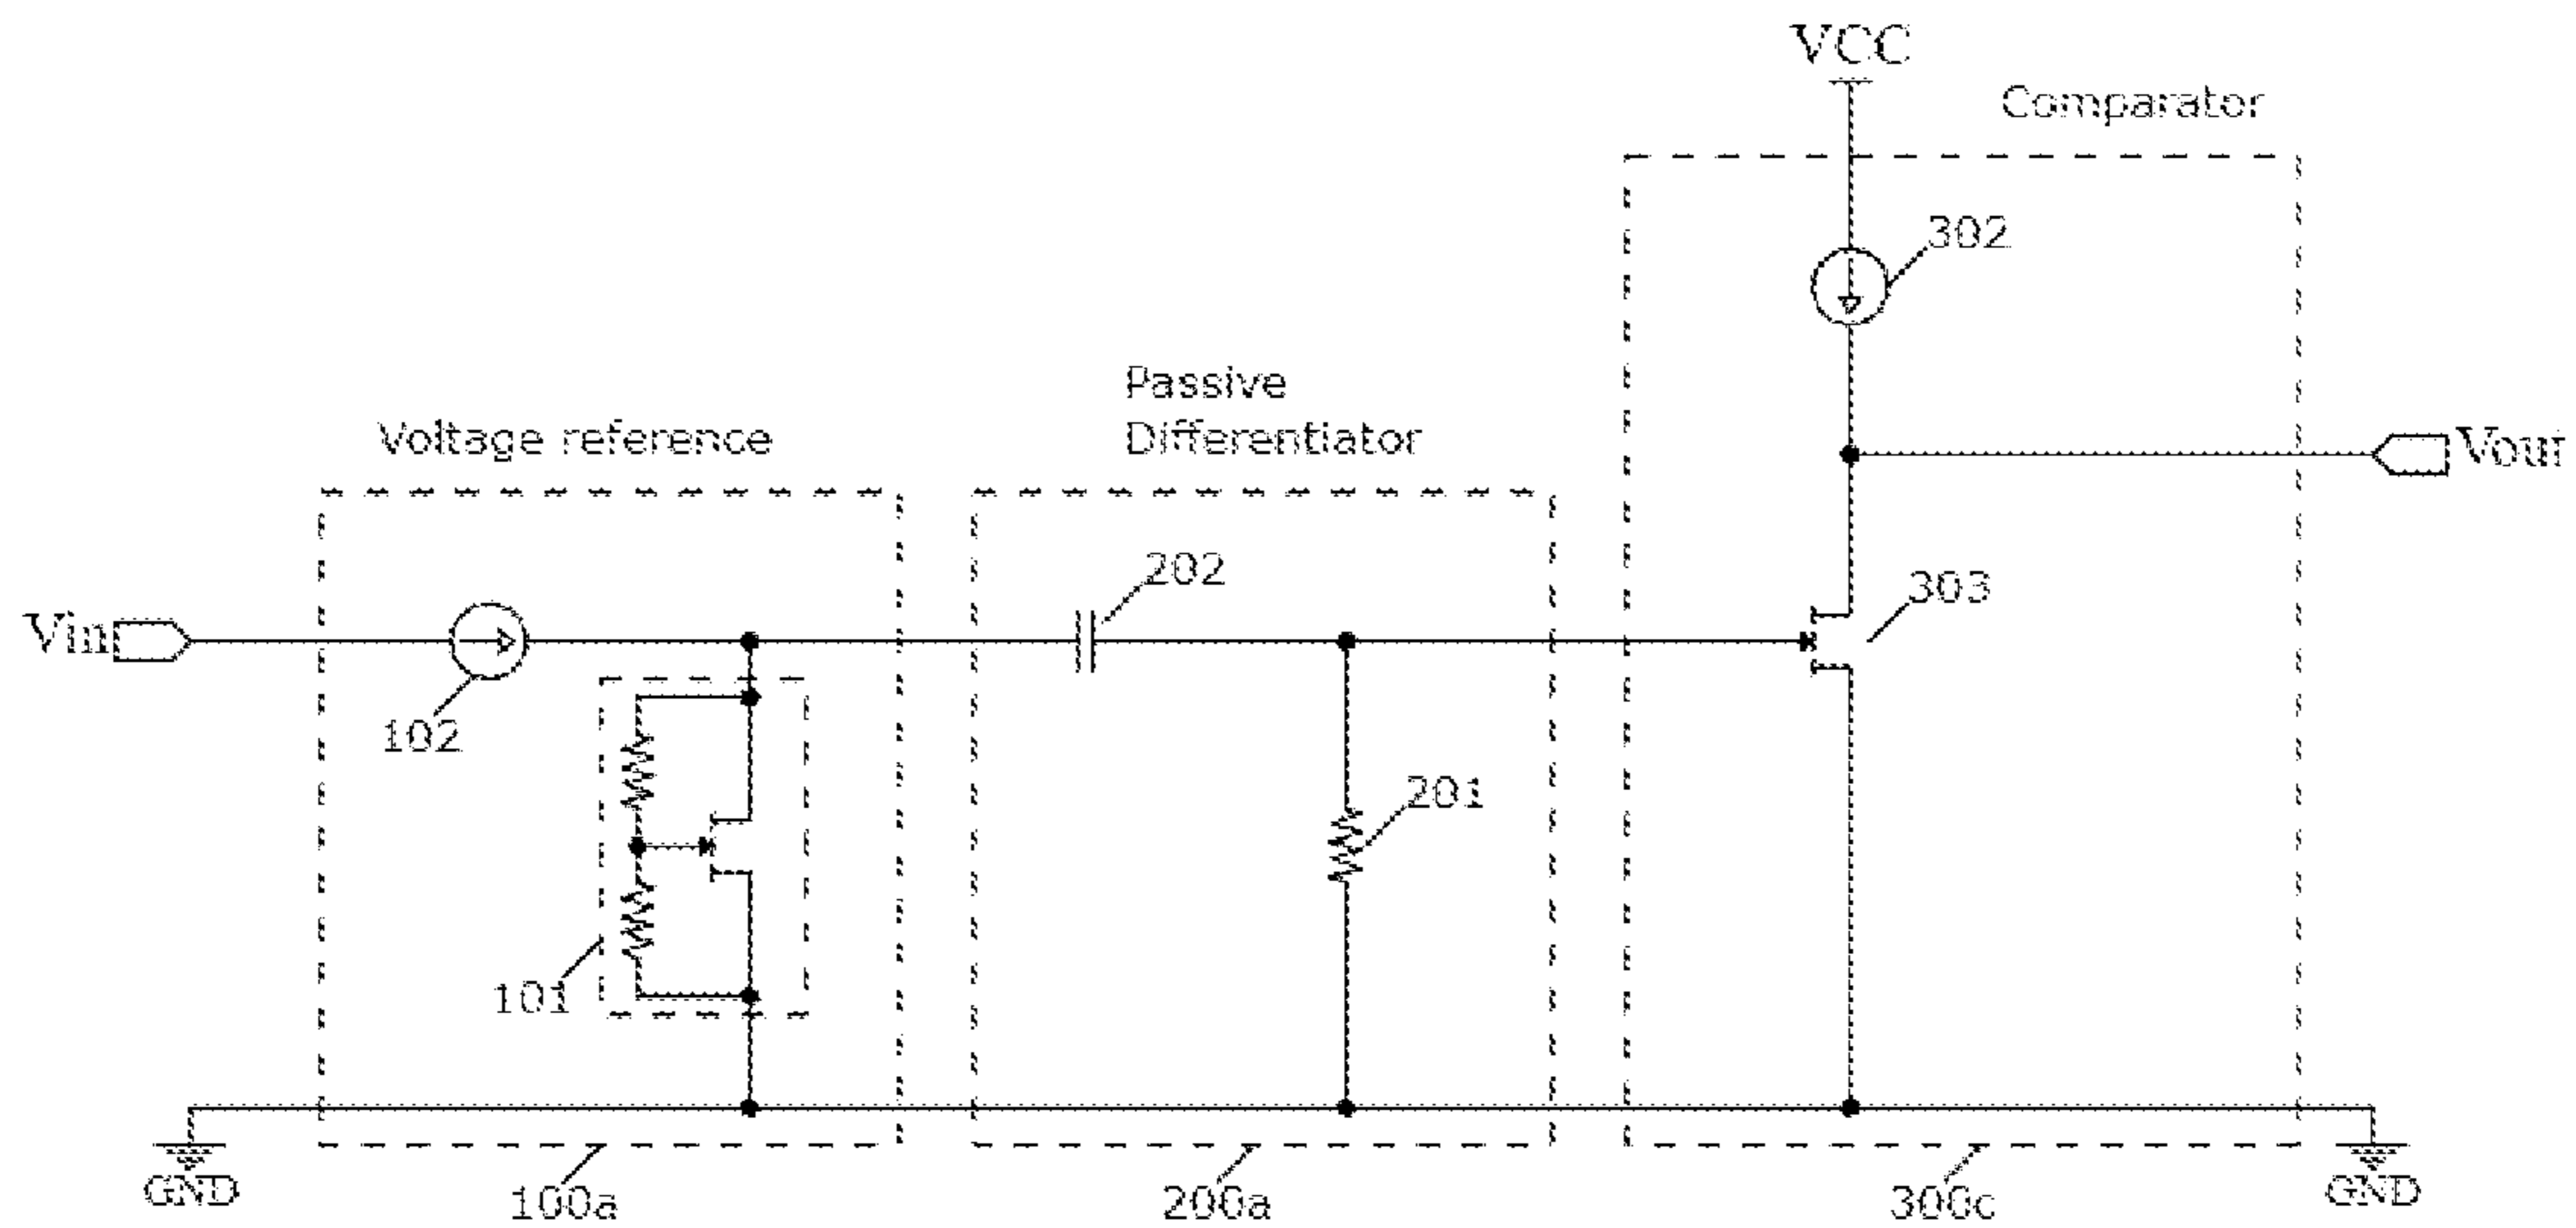 VCC
Comparator
302
Passive
Differentiator
Voltage reference
Vout
202
303
Vin
102
201
101
GND
100a
200a
300c
GND